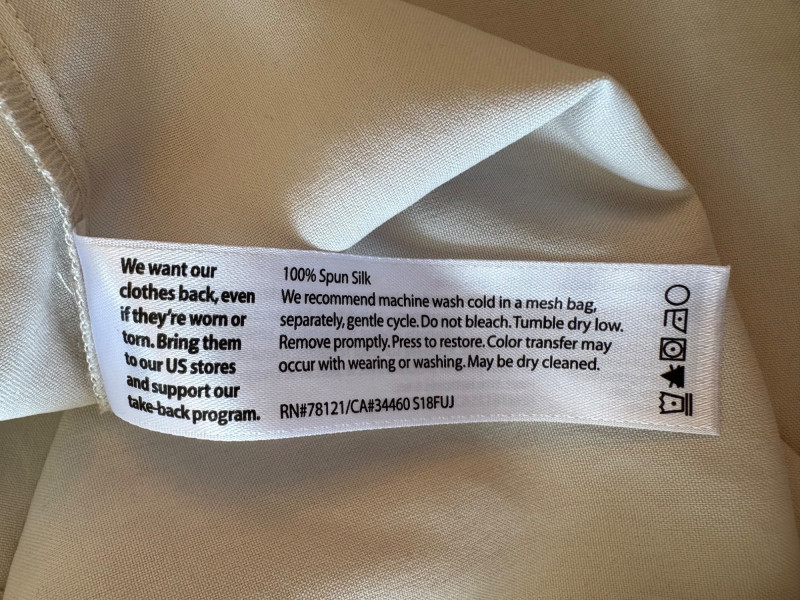 We want our
clothes back, even
if they're worn or
torn. Bring them
to our US stores
and support our
take-back program.
100% Spun Silk
We recommend machine wash cold in a mesh bag,
separately, gentle cycle. Do not bleach. Tumble dry low.
Remove promptly. Press to restore. Color transfer may
occur with wearing or washing. May be dry cleaned.
RN#78121/CA#34460 S18FUJ